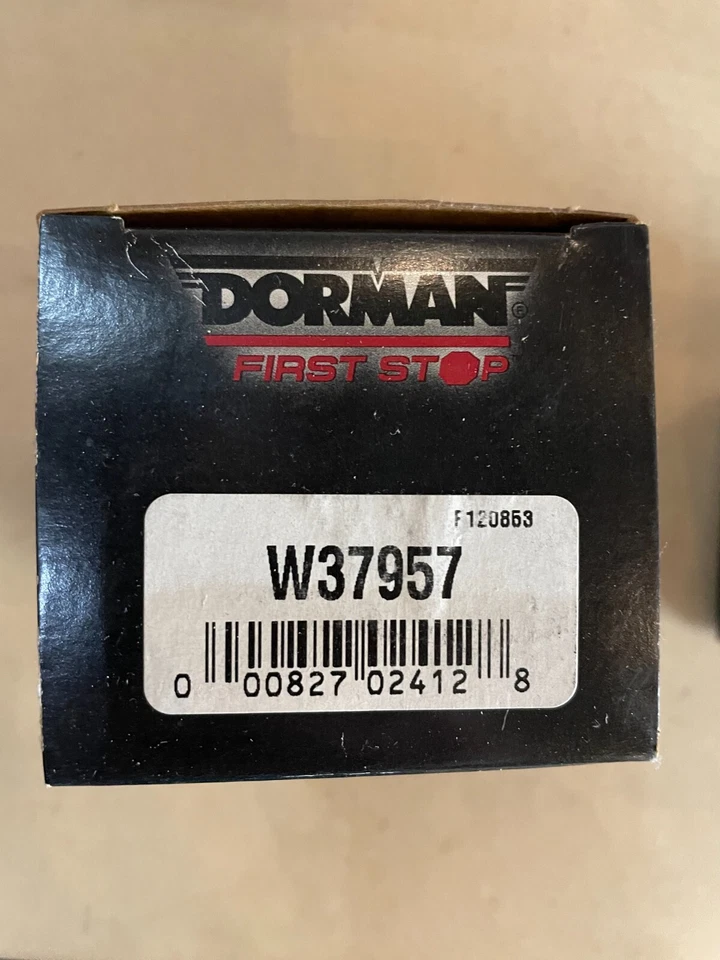 DORMAN®
FIRST STOP
F120853
W37957
0 00827 02412 8